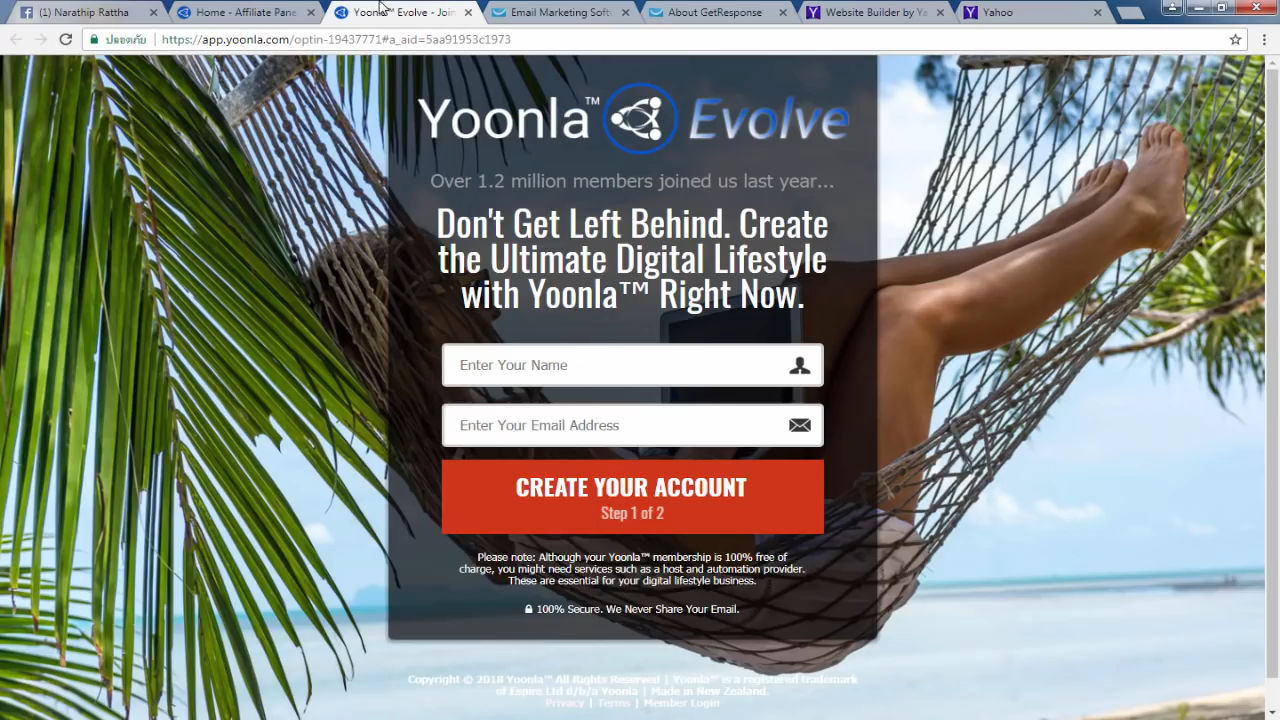 (1) Narathip Rattha
Home - Affiliate Pane
Yoonla™ Evolve - Join
Email Marketing Softw
About GetResponse
Website Builder by Ya
Yahoo
ปลอดภัย
https://app.yoonla.com/optin-19437771#a_aid=5aa91953c1973
Yoonla™ Evolve
Over 1.2 million members joined us last year...
Don't Get Left Behind. Create
the Ultimate Digital Lifestyle
with Yoonla™ Right Now.
Enter Your Name
Enter Your Email Address
CREATE YOUR ACCOUNT
Step 1 of 2
Please note: Although your Yoonla™ membership is 100% free of
charge, you might need services such as a host and automation provider.
These are essential for your digital lifestyle business.
100% Secure. We Never Share Your Email.
Copyright © 2018 Yoonla™ All Rights Reserved | Yoonla™ is a registered trademark
of Espire Ltd d/b/a Yoonla | Made in New Zealand.
Privacy | Terms | Member Login